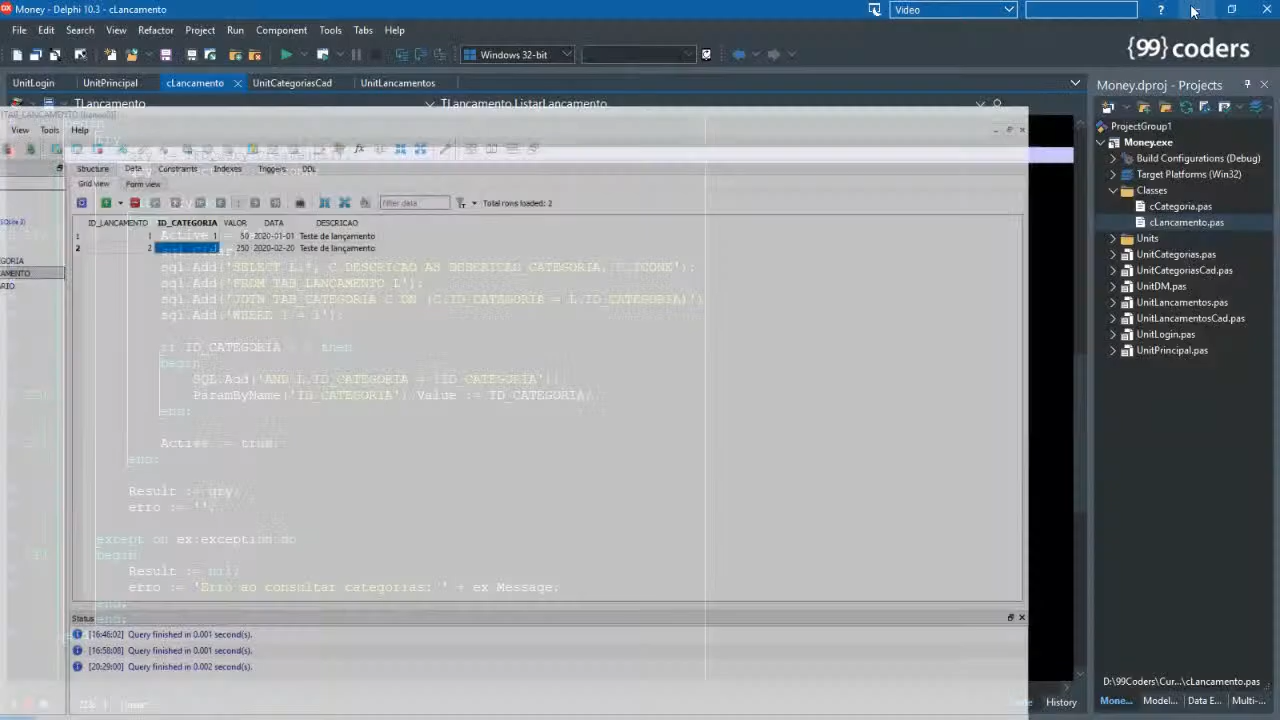 Money - Delphi 10.3 - cLancamento
Video
?
File Edit Search View Refactor Project Run Component Tools Tabs Help
Windows 32-bit
{99} coders
UnitLogin UnitPrincipal cLancamento UnitCategoriasCad UnitLancamentos
Money.dproj - Projects
TLancamento TLancamento.ListarLancamento
View Tools Help
Structure Data Constraints Indexes Triggers DDL
Grid view Form view
filter data Total rows loaded: 2
ID_LANCAMENTO ID_CATEGORIA VALOR DATA DESCRICAO
1 1 1 50 2020-01-01 Teste de lançamento
2 2 250 2020-02-20 Teste de lançamento
sql.Add('FROM TAB_LANCAMENTO L');
sql.Add('JOIN TAB_CATEGORIA C ON (C.ID_CATEGORIA = L.ID_CATEGORIA)')
sql.Add('WHERE 1 = 1');
ID_CATEGORIA then
begin
SQL.Add('AND L.ID_CATEGORIA = :ID_CATEGORIA');
ParamByName('ID_CATEGORIA').Value := ID_CATEGORIA;
end;
Active := true;
end;
Result := qry;
erro := '';
except on ex:exception do
begin
Result := nil;
erro := 'Erro ao consultar categorias: ' + ex.Message;
end;
end;
Status
[16:46:02] Query finished in 0.001 second(s).
[16:58:08] Query finished in 0.001 second(s).
[20:29:00] Query finished in 0.002 second(s).
History
ProjectGroup1
Money.exe
Build Configurations (Debug)
Target Platforms (Win32)
Classes
cCategoria.pas
cLancamento.pas
Units
UnitCategorias.pas
UnitCategoriasCad.pas
UnitDM.pas
UnitLancamentos.pas
UnitLancamentosCad.pas
UnitLogin.pas
UnitPrincipal.pas
D:\99Coders\Cur...\cLancamento.pas
Mone... Model... Data E... Multi-...